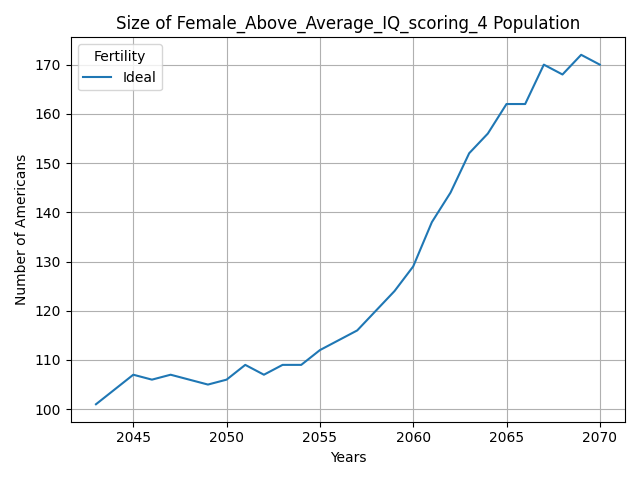 Size of Female_Above_Average_IQ_scoring_4 Population
Fertility
Ideal
Number of Americans
170
160
150
140
130
120
110
100
2045
2050
2055
2060
2065
2070
Years